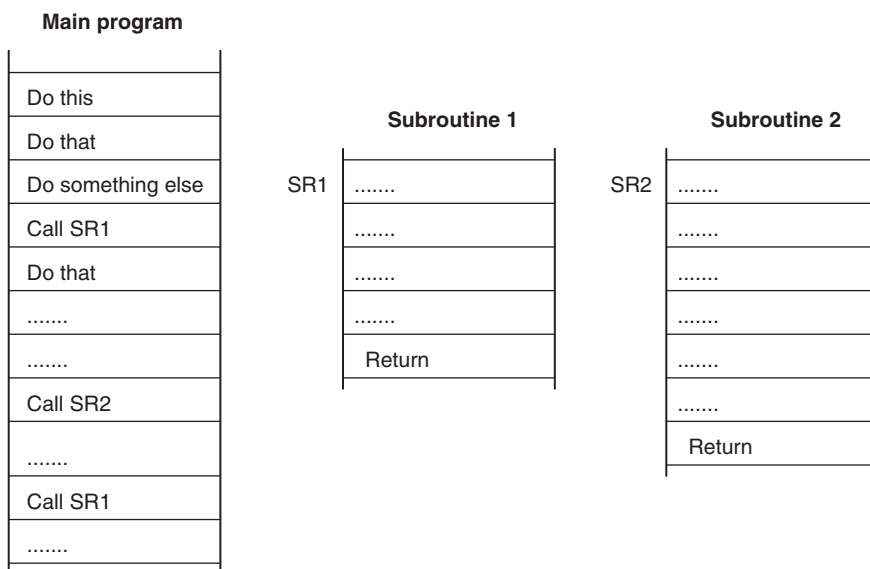 Main program
Do this
Do that
Do something else
Call SR1
Do that
.......
.......
Call SR2
.......
Call SR1
.......
Subroutine 1
SR1 .......
.......
.......
.......
Return
Subroutine 2
SR2 .......
.......
.......
.......
.......
.......
Return